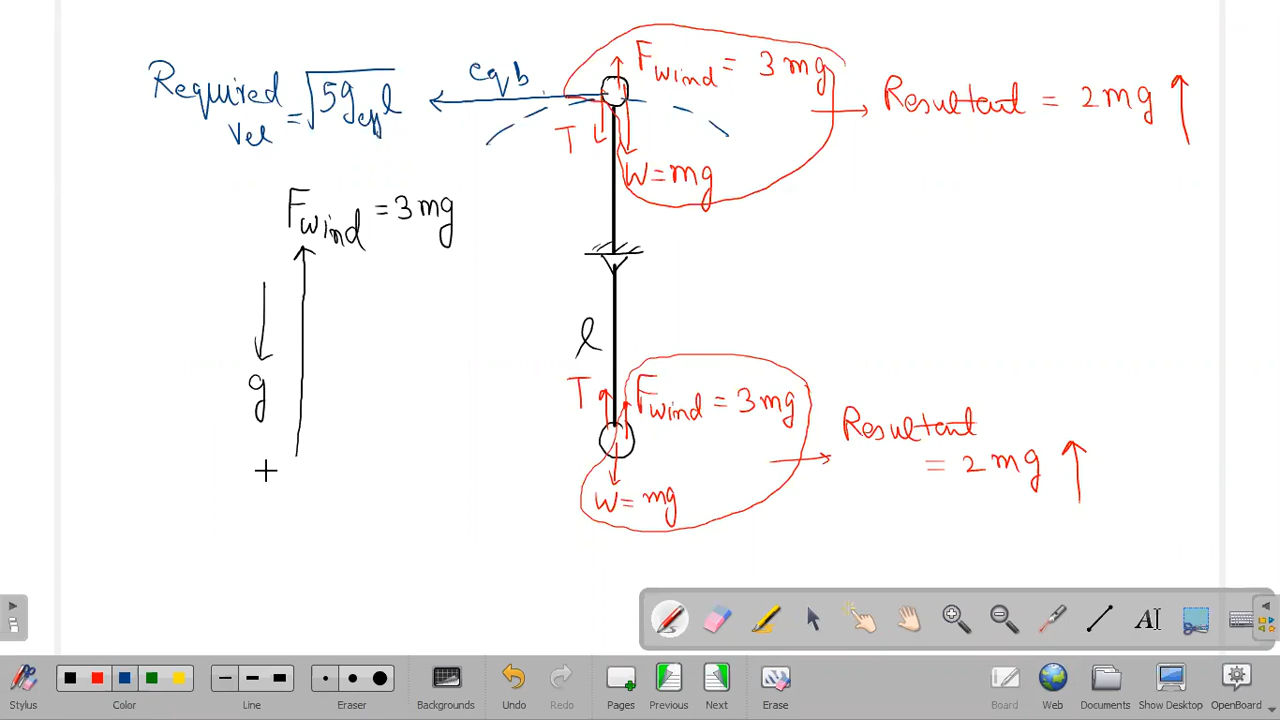 Required Vel = √5g_eff l
eqb
F_wind = 3mg
T
W = mg
Resultant = 2mg ↑
F_wind = 3mg
g
l
T
F_wind = 3mg
W = mg
Resultant
= 2mg ↑
Stylus
Color
Line
Eraser
Backgrounds
Undo
Redo
Pages
Previous
Next
Erase
Board
Web
Documents
Show Desktop
OpenBoard